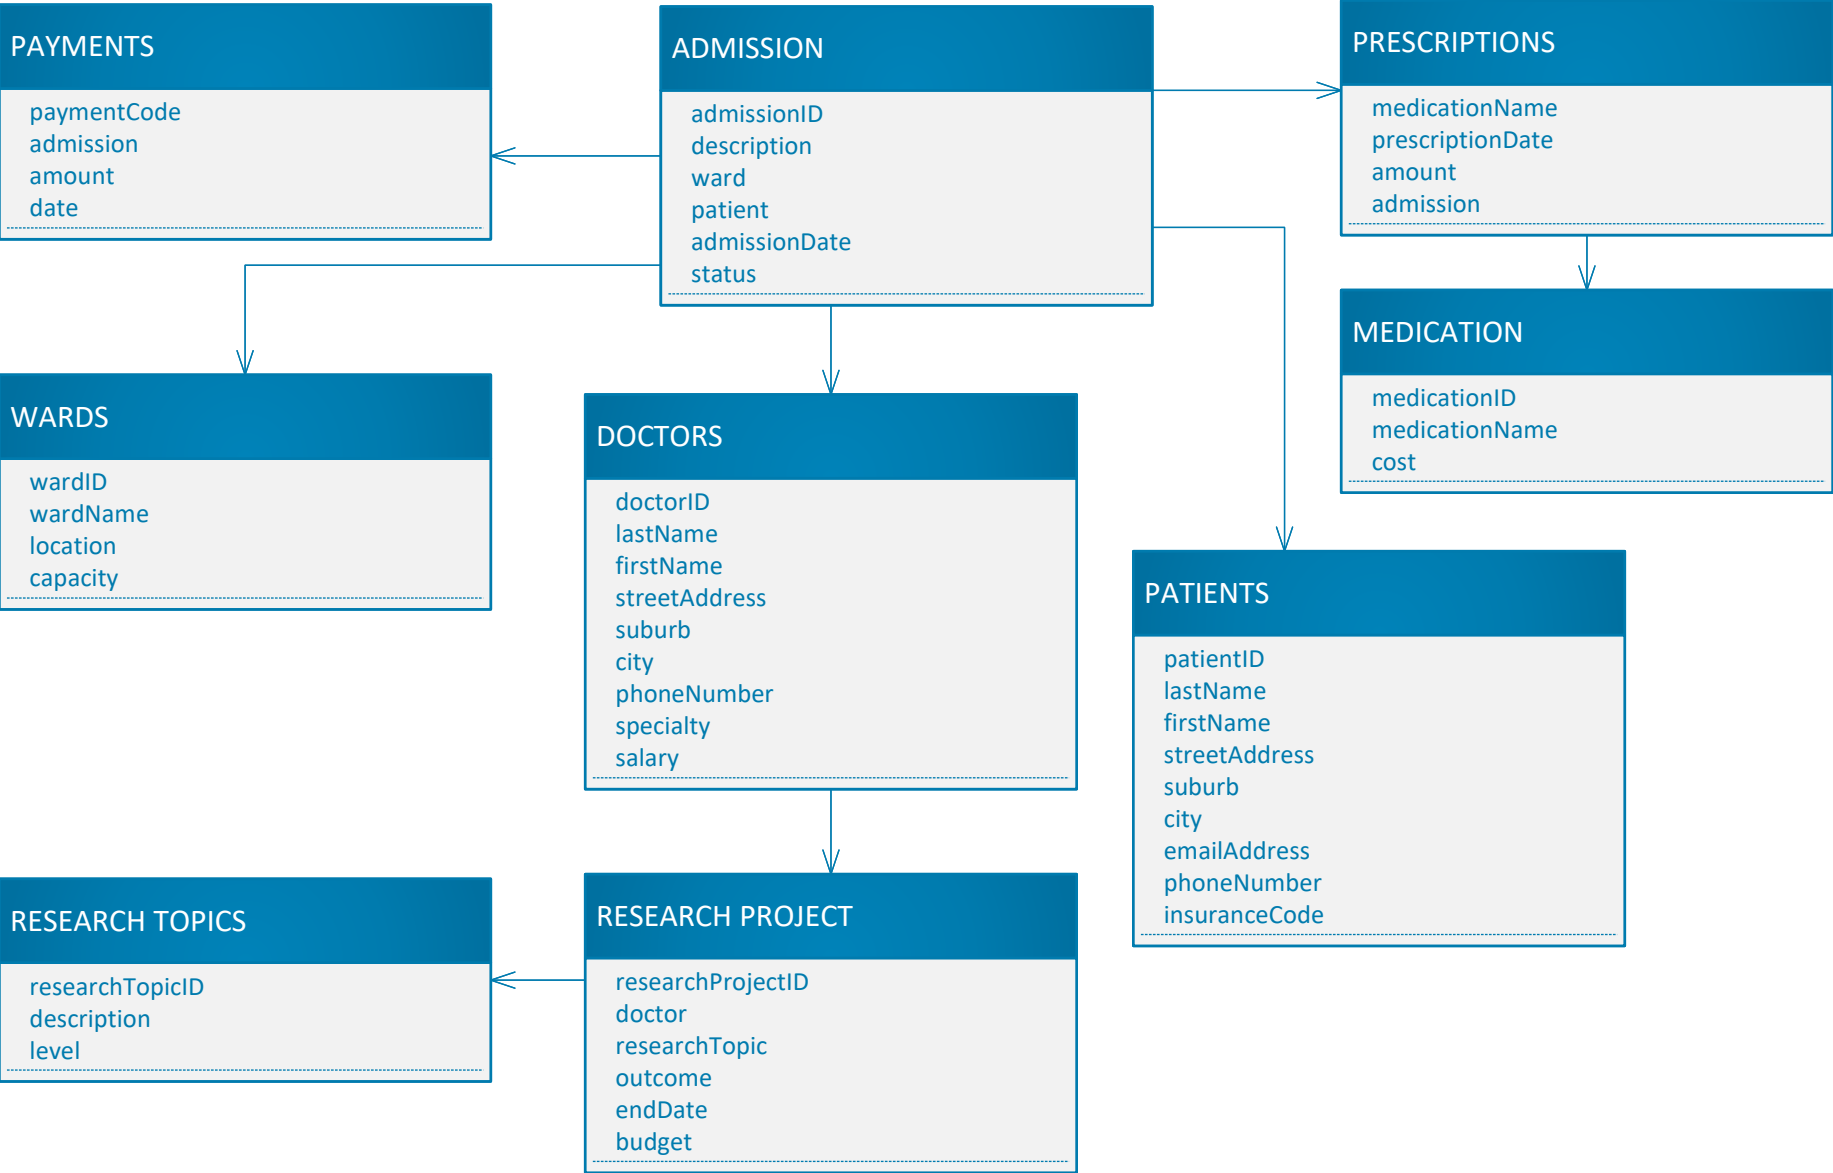 PAYMENTS
paymentCode
admission
amount
date
ADMISSION
admissionID
description
ward
patient
admissionDate
status
PRESCRIPTIONS
medicationName
prescriptionDate
amount
admission
MEDICATION
medicationID
medicationName
cost
WARDS
wardID
wardName
location
capacity
DOCTORS
doctorID
lastName
firstName
streetAddress
suburb
city
phoneNumber
specialty
salary
PATIENTS
patientID
lastName
firstName
streetAddress
suburb
city
emailAddress
phoneNumber
insuranceCode
RESEARCH TOPICS
researchTopicID
description
level
RESEARCH PROJECT
researchProjectID
doctor
researchTopic
outcome
endDate
budget